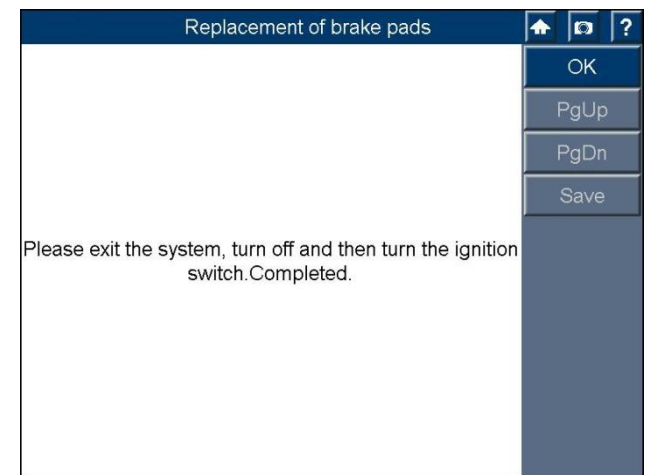 Replacement of brake pads
?
OK
PgUp
PgDn
Save
Please exit the system, turn off and then turn the ignition
switch.Completed.